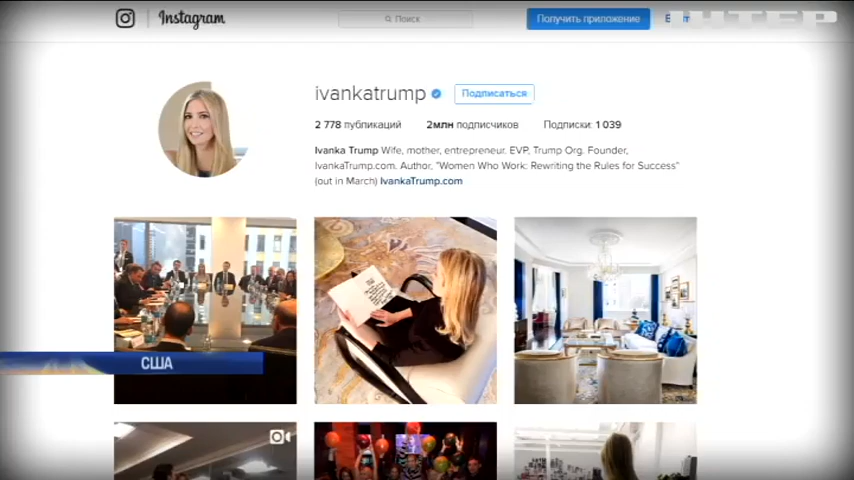 Instagram
Поиск
Получить приложение
ИНТЕР
ivankatrump
Подписаться
2 778 публикаций 2млн подписчиков Подписки: 1 039
Ivanka Trump Wife, mother, entrepreneur. EVP, Trump Org. Founder,
IvankaTrump.com. Author, "Women Who Work: Rewriting the Rules for Success"
(out in March) IvankaTrump.com
США